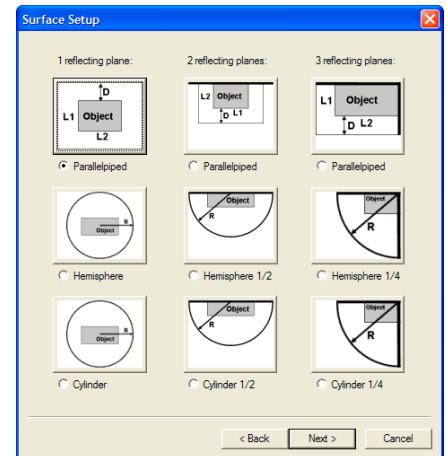 Surface Setup
1 reflecting plane:
2 reflecting planes:
3 reflecting planes:
D
L1 Object
L2
L2 Object
D L1
L1 Object
D L2
Parallelpiped
Parallelpiped
Parallelpiped
R
Object
Object
R
Object
R
Hemisphere
Hemisphere 1/2
Hemisphere 1/4
R
Object
Object
R
Object
R
Cylinder
Cylinder 1/2
Cylinder 1/4
< Back
Next >
Cancel